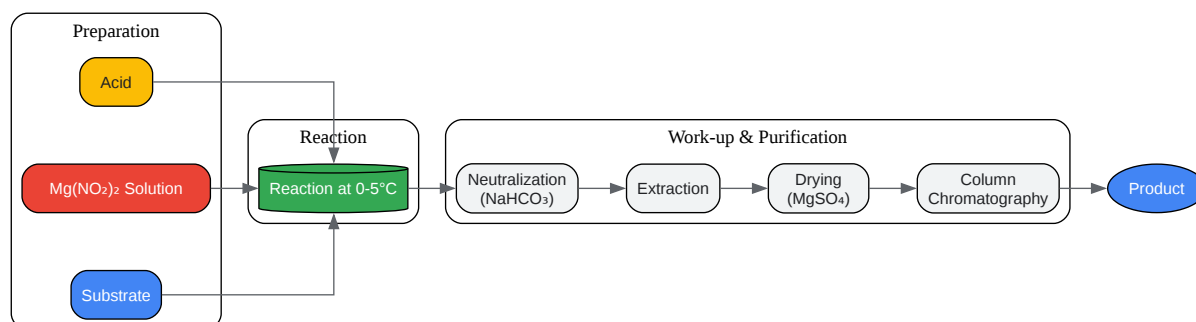 Preparation
Acid
Mg(NO₂)₂ Solution
Substrate
Reaction
Reaction at 0-5°C
Work-up & Purification
Neutralization
(NaHCO₃)
Extraction
Drying
(MgSO₄)
Column
Chromatography
Product